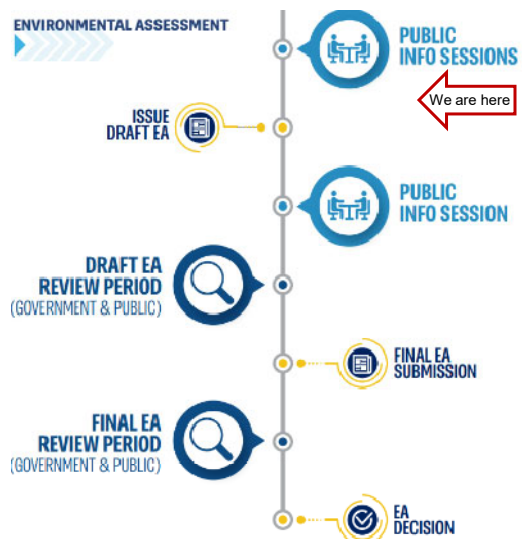 ENVIRONMENTAL ASSESSMENT
PUBLIC
INFO SESSIONS
We are here
ISSUE
DRAFT EA
PUBLIC
INFO SESSION
DRAFT EA
REVIEW PERIOD
(GOVERNMENT & PUBLIC)
FINAL EA
SUBMISSION
FINAL EA
REVIEW PERIOD
(GOVERNMENT & PUBLIC)
EA
DECISION